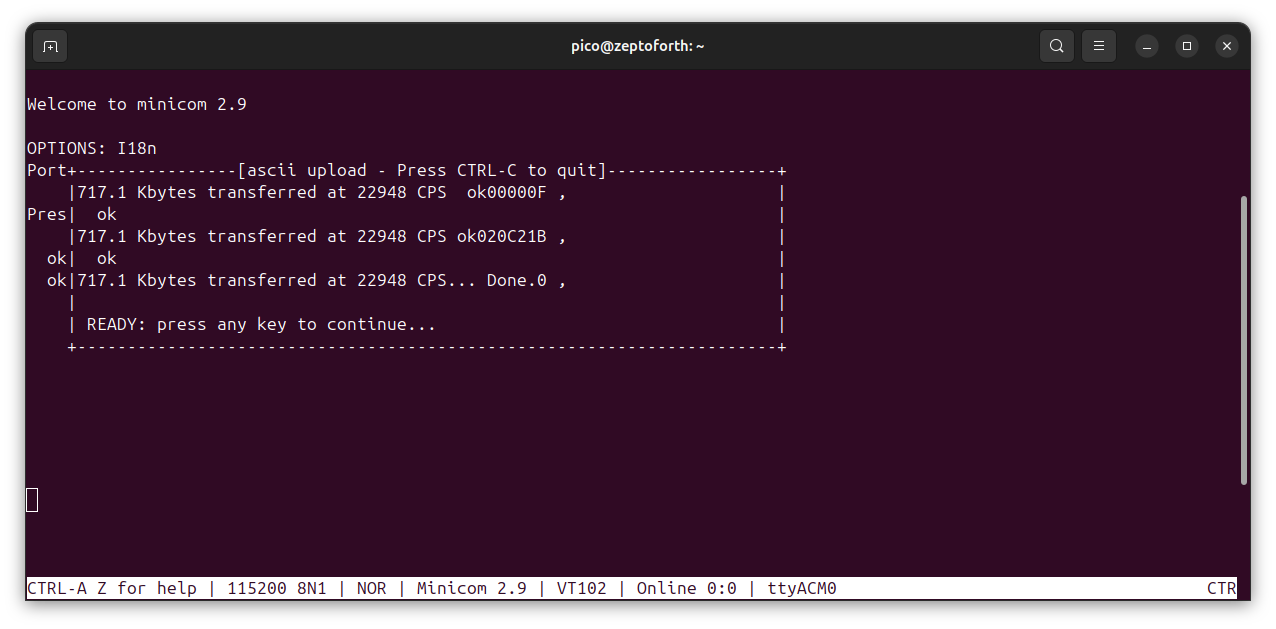 pico@zeptoforth: ~
Welcome to minicom 2.9
OPTIONS: I18n
Port+----------------[ascii upload - Press CTRL-C to quit]-----------------+
|717.1 Kbytes transferred at 22948 CPS  ok00000F , |
Pres|  ok |
|717.1 Kbytes transferred at 22948 CPS ok020C21B , |
ok|  ok |
ok|717.1 Kbytes transferred at 22948 CPS... Done.0 , |
| |
| READY: press any key to continue... |
+----------------------------------------------------------------------+
CTRL-A Z for help | 115200 8N1 | NOR | Minicom 2.9 | VT102 | Online 0:0 | ttyACM0 CTR